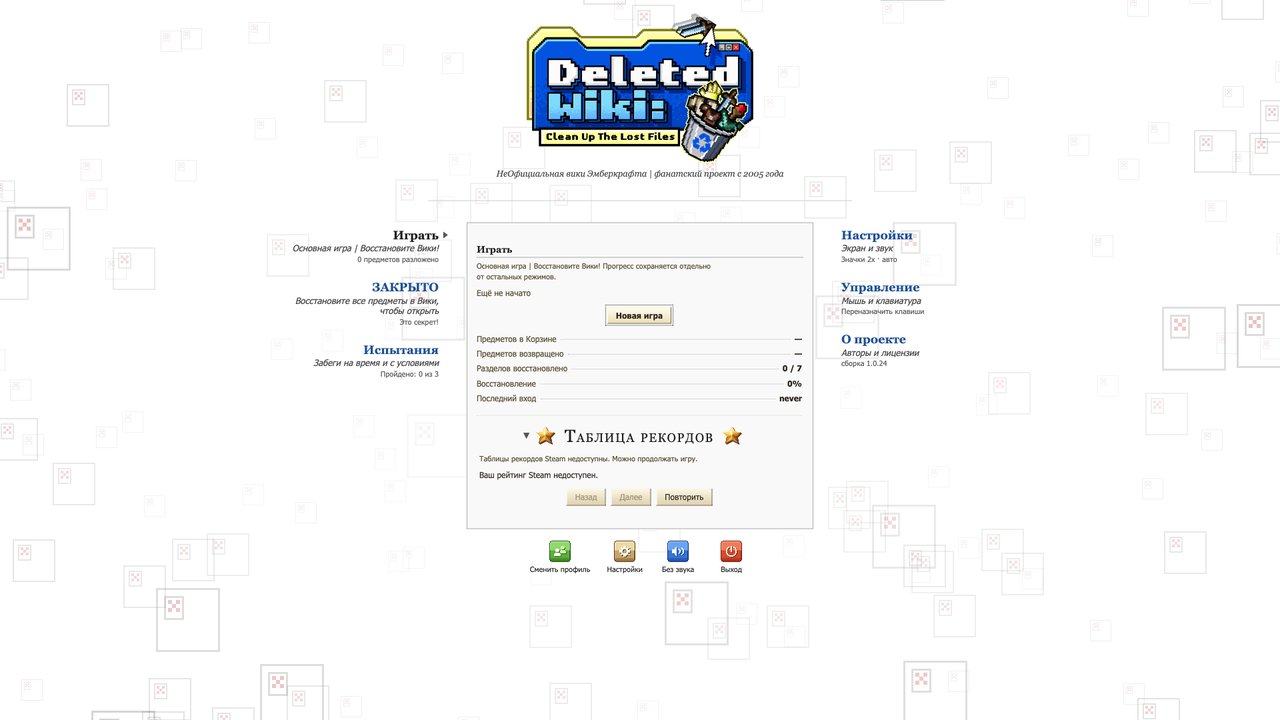 Deleted
Wiki:
Clean Up The Lost Files
НеОфициальная вики Эмберкрафта | фанатский проект с 2005 года
Играть
Основная игра | Восстановите Вики!
0 предметов разложено
ЗАКРЫТО
Восстановите все предметы в Вики,
чтобы открыть
Это секрет!
Испытания
Забеги на время и с условиями
Пройдено: 0 из 3
Играть
Основная игра | Восстановите Вики! Прогресс сохраняется отдельно
от остальных режимов.
Ещё не начато
Новая игра
Предметов в Корзине —
Предметов возвращено —
Разделов восстановлено 0 / 7
Восстановление 0%
Последний вход never
Таблица рекордов
Таблицы рекордов Steam недоступны. Можно продолжать игру.
Ваш рейтинг Steam недоступен.
Назад Далее Повторить
Настройки
Экран и звук
Значки 2x · авто
Управление
Мышь и клавиатура
Переназначить клавиши
О проекте
Авторы и лицензии
сборка 1.0.24
Сменить профиль Настройки Без звука Выход